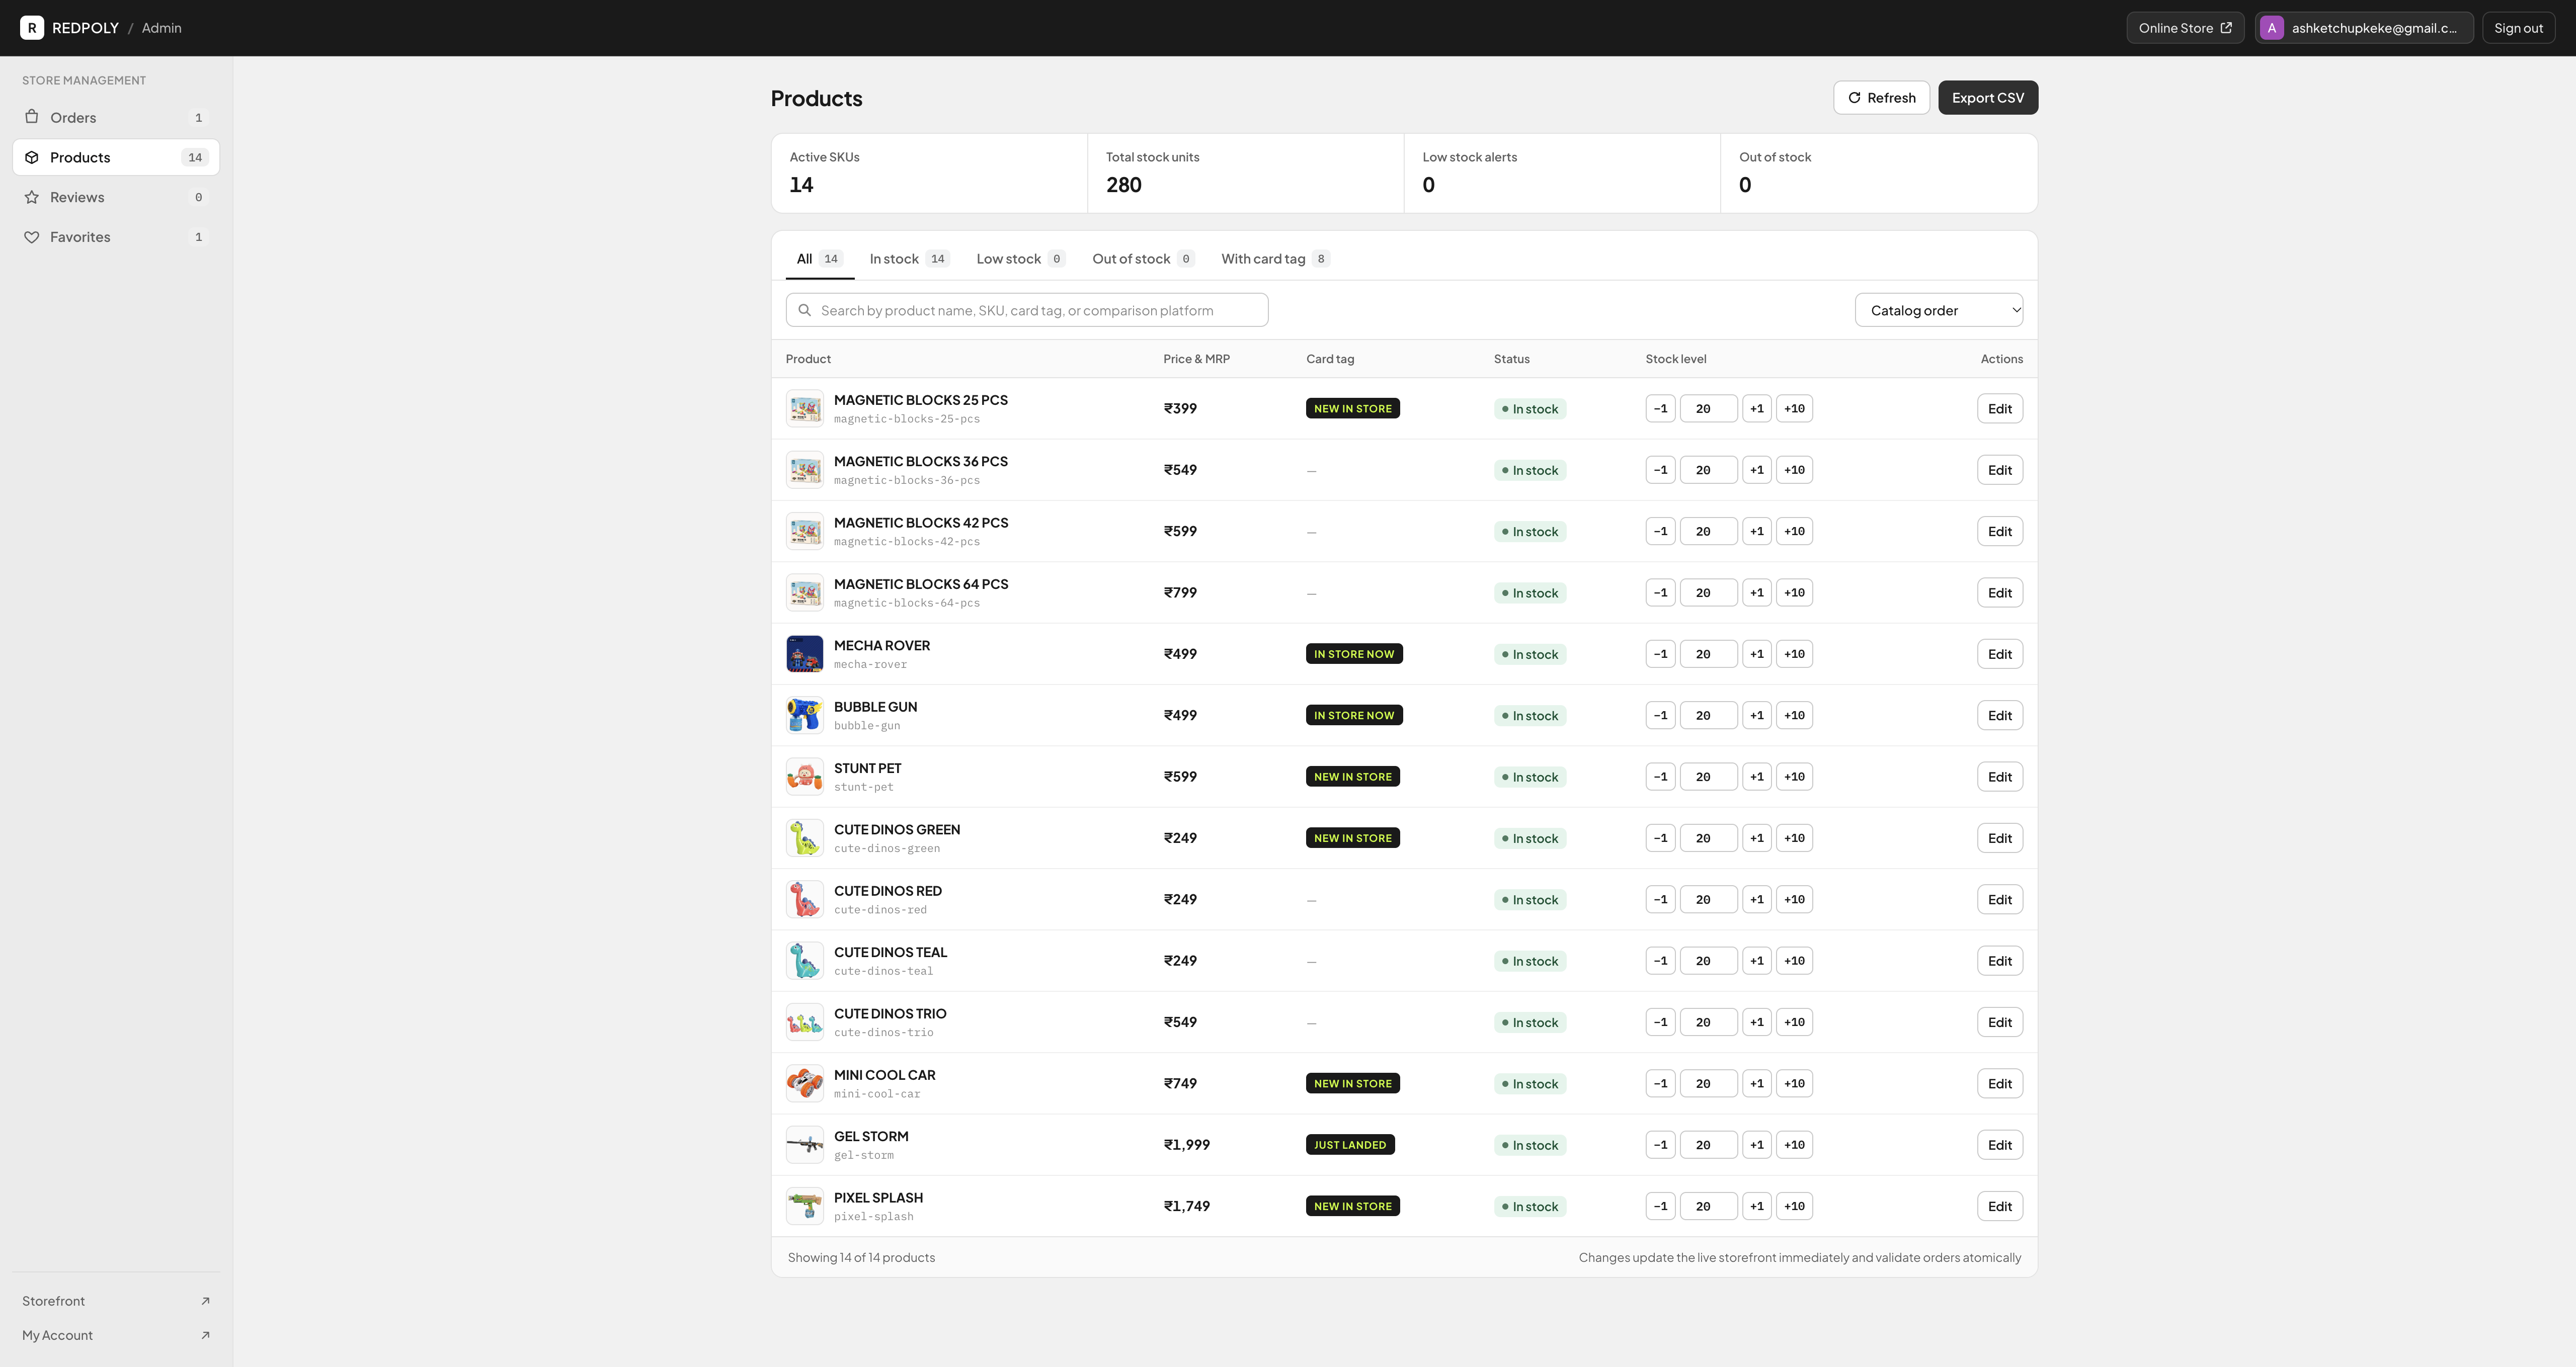 R REDPOLY / Admin
Online Store
A ashketchupkeke@gmail.c...
Sign out
STORE MANAGEMENT
Orders 1
Products 14
Reviews 0
Favorites 1
Products
Refresh
Export CSV
Active SKUs
14
Total stock units
280
Low stock alerts
0
Out of stock
0
All 14 In stock 14 Low stock 0 Out of stock 0 With card tag 8
Search by product name, SKU, card tag, or comparison platform
Catalog order
Product Price & MRP Card tag Status Stock level Actions
MAGNETIC BLOCKS 25 PCS
magnetic-blocks-25-pcs
₹399 NEW IN STORE In stock −1 20 +1 +10 Edit
MAGNETIC BLOCKS 36 PCS
magnetic-blocks-36-pcs
₹549 — In stock −1 20 +1 +10 Edit
MAGNETIC BLOCKS 42 PCS
magnetic-blocks-42-pcs
₹599 — In stock −1 20 +1 +10 Edit
MAGNETIC BLOCKS 64 PCS
magnetic-blocks-64-pcs
₹799 — In stock −1 20 +1 +10 Edit
MECHA ROVER
mecha-rover
₹499 IN STORE NOW In stock −1 20 +1 +10 Edit
BUBBLE GUN
bubble-gun
₹499 IN STORE NOW In stock −1 20 +1 +10 Edit
STUNT PET
stunt-pet
₹599 NEW IN STORE In stock −1 20 +1 +10 Edit
CUTE DINOS GREEN
cute-dinos-green
₹249 NEW IN STORE In stock −1 20 +1 +10 Edit
CUTE DINOS RED
cute-dinos-red
₹249 — In stock −1 20 +1 +10 Edit
CUTE DINOS TEAL
cute-dinos-teal
₹249 — In stock −1 20 +1 +10 Edit
CUTE DINOS TRIO
cute-dinos-trio
₹549 — In stock −1 20 +1 +10 Edit
MINI COOL CAR
mini-cool-car
₹749 NEW IN STORE In stock −1 20 +1 +10 Edit
GEL STORM
gel-storm
₹1,999 JUST LANDED In stock −1 20 +1 +10 Edit
PIXEL SPLASH
pixel-splash
₹1,749 NEW IN STORE In stock −1 20 +1 +10 Edit
Showing 14 of 14 products
Changes update the live storefront immediately and validate orders atomically
Storefront
My Account